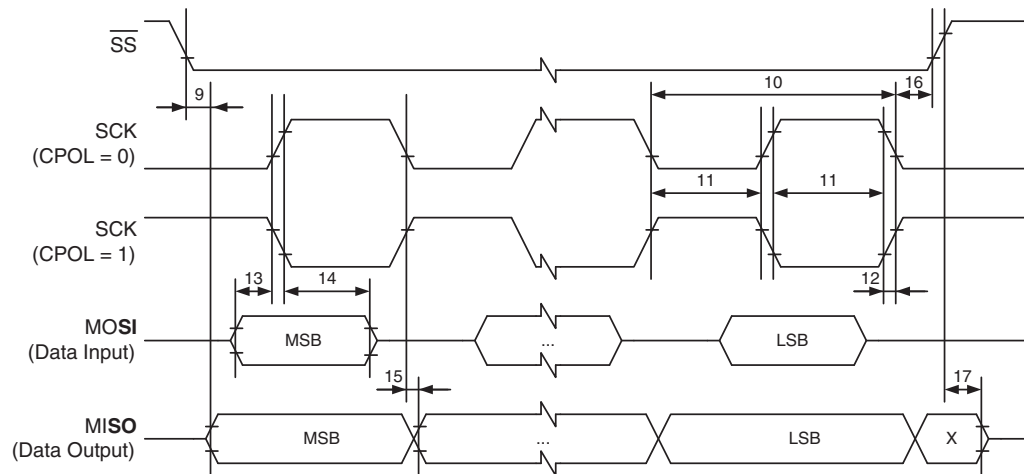 SS
9
10
16
SCK
(CPOL = 0)
11
11
SCK
(CPOL = 1)
13
14
12
MOSI
(Data Input)
MSB
...
LSB
15
17
MISO
(Data Output)
MSB
...
LSB
X